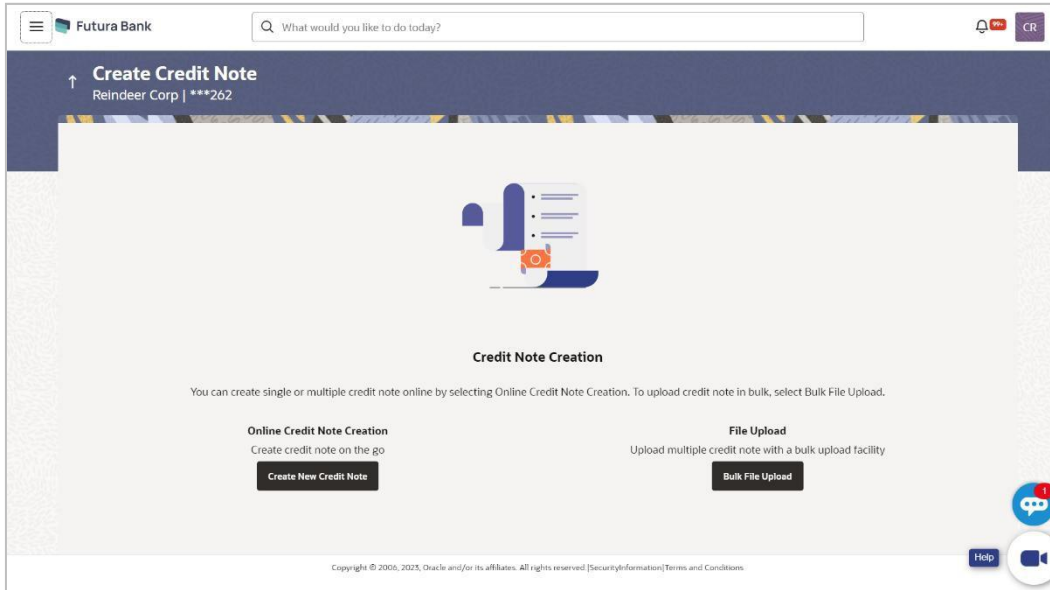 Futura Bank
What would you like to do today?
99+
CR
Create Credit Note
Reindeer Corp | ***262
Credit Note Creation
You can create single or multiple credit note online by selecting Online Credit Note Creation. To upload credit note in bulk, select Bulk File Upload.
Online Credit Note Creation
Create credit note on the go
Create New Credit Note
File Upload
Upload multiple credit note with a bulk upload facility
Bulk File Upload
1
Help
Copyright © 2006, 2023, Oracle and/or its affiliates. All rights reserved.|SecurityInformation|Terms and Conditions